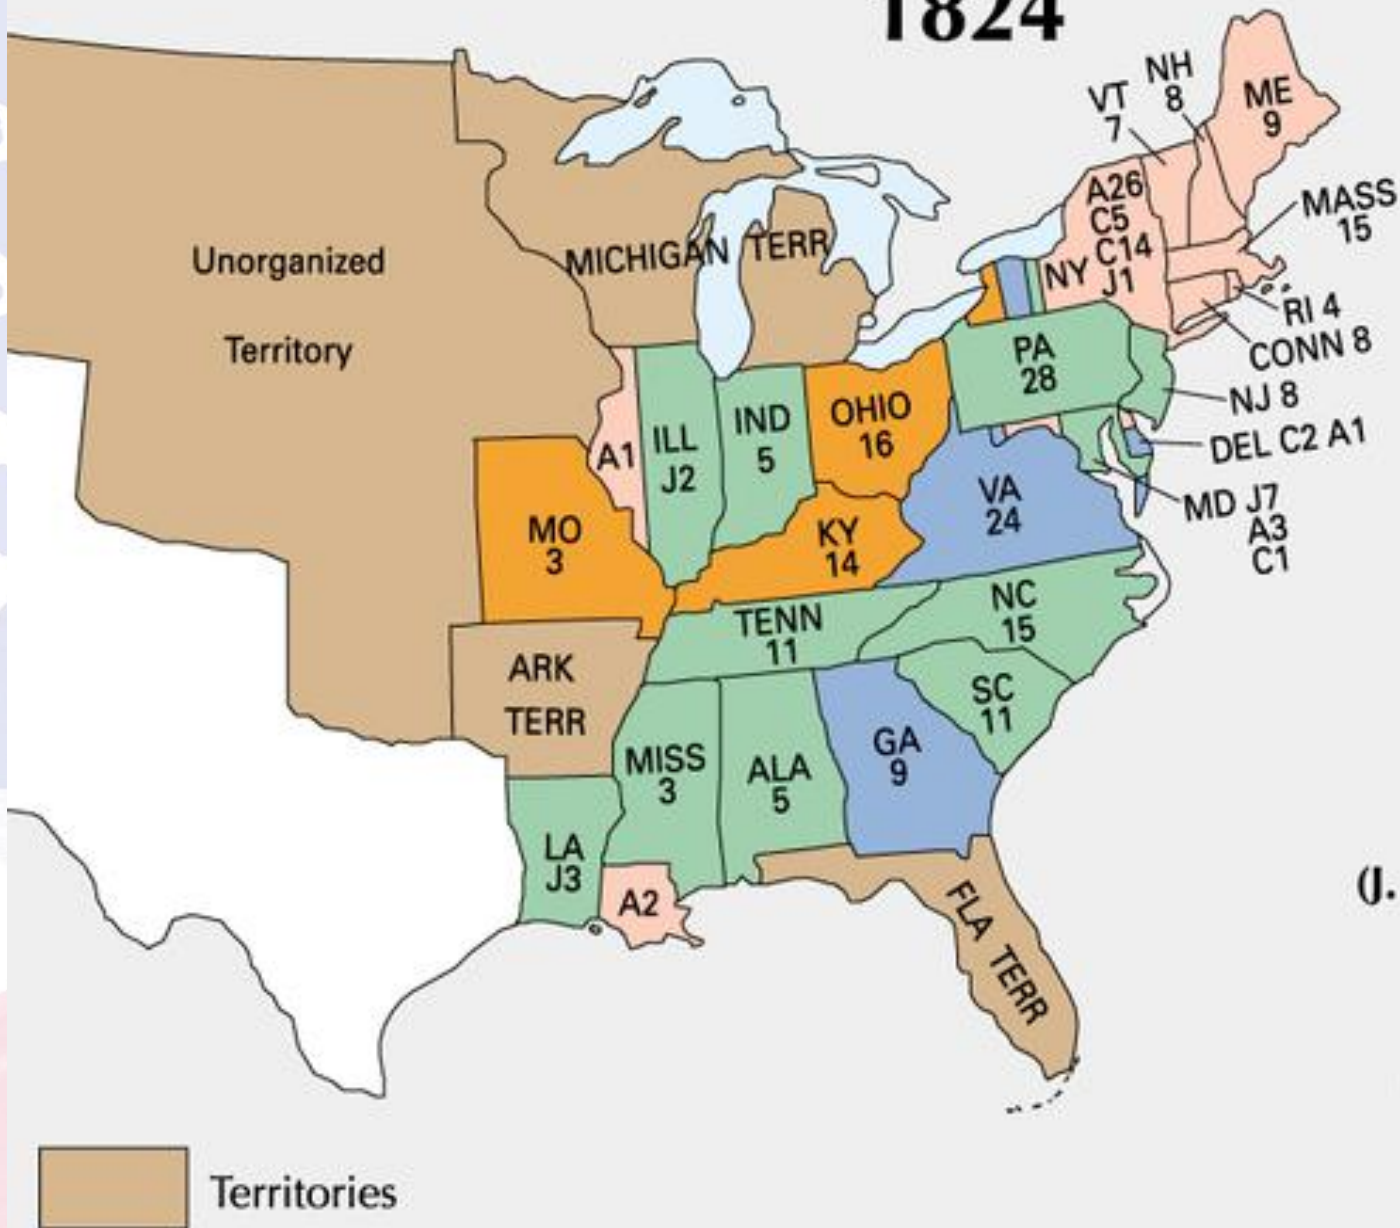 1824
NH
8
VT
7
ME
9
A26
C5
C14
NY
J1
MASS
15
RI 4
CONN 8
NJ 8
DEL C2 A1
MD J7
A3
C1
Unorganized
Territory
MICHIGAN TERR
PA
28
OHIO
16
IND
5
ILL
J2
A1
MO
3
KY
14
VA
24
TENN
11
NC
15
SC
11
ARK
TERR
MISS
3
ALA
5
GA
9
LA
J3
A2
FLA TERR
(J.
Territories